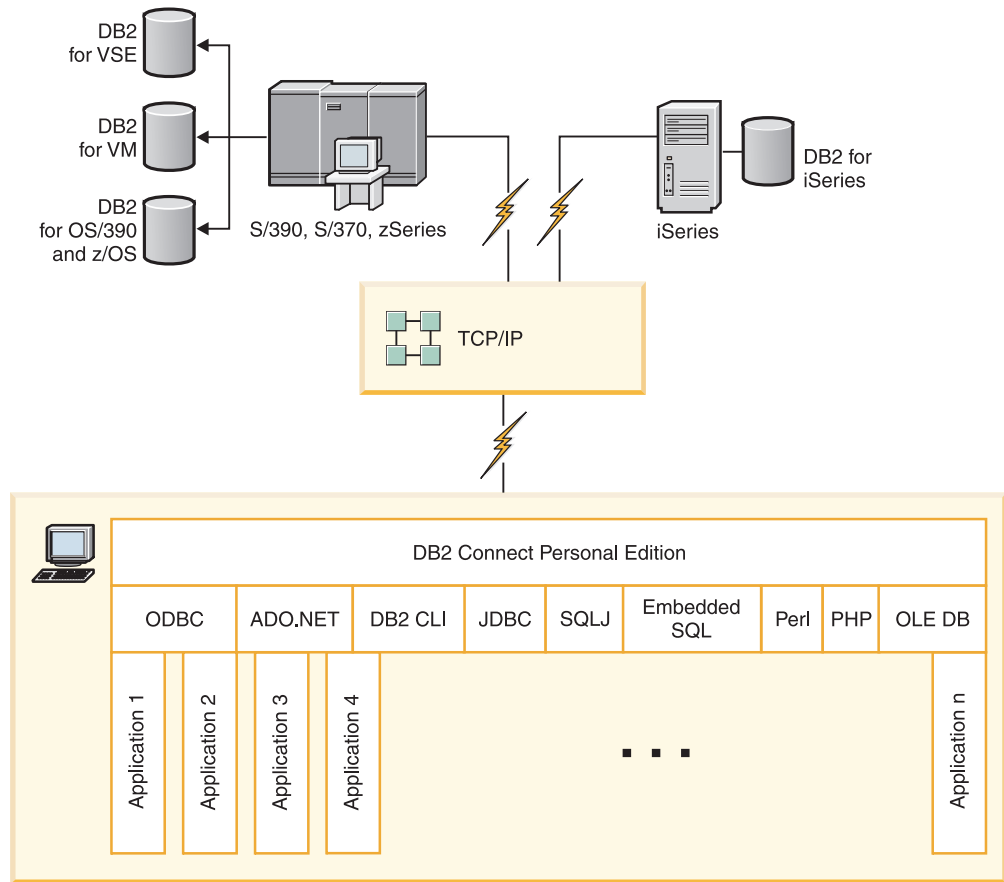 DB2
for VSE
DB2
for VM
DB2
for OS/390
and z/OS
S/390, S/370, zSeries
iSeries
DB2 for
iSeries
TCP/IP
DB2 Connect Personal Edition
ODBC
ADO.NET
DB2 CLI
JDBC
SQLJ
Embedded
SQL
Perl
PHP
OLE DB
Application 1
Application 2
Application 3
Application 4
Application n